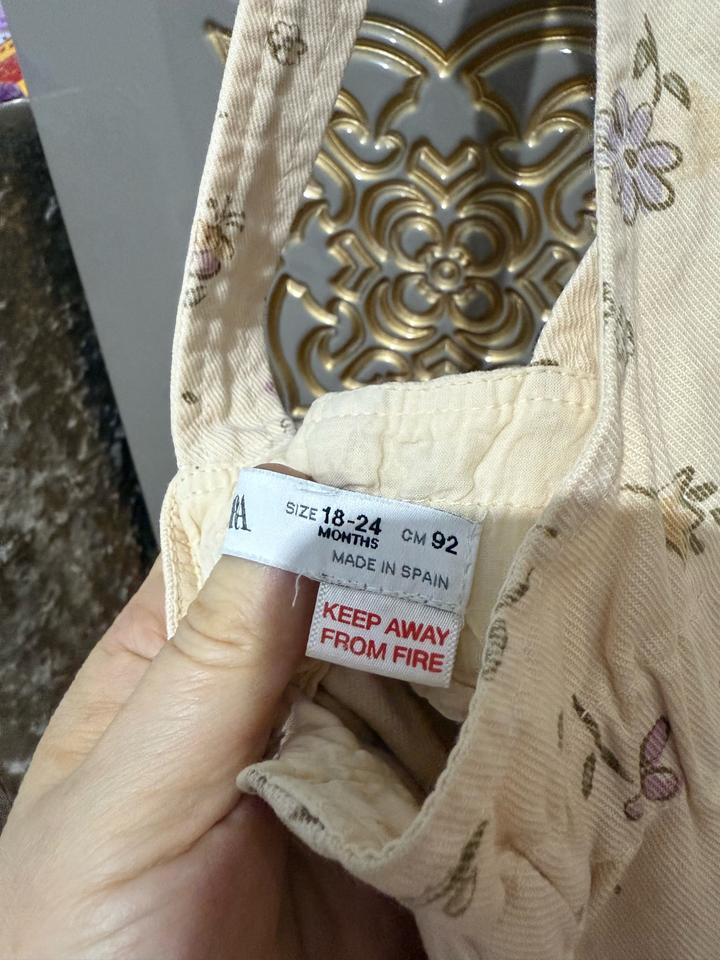 SIZE 18-24 CM 92
MONTHS
MADE IN SPAIN
KEEP AWAY
FROM FIRE